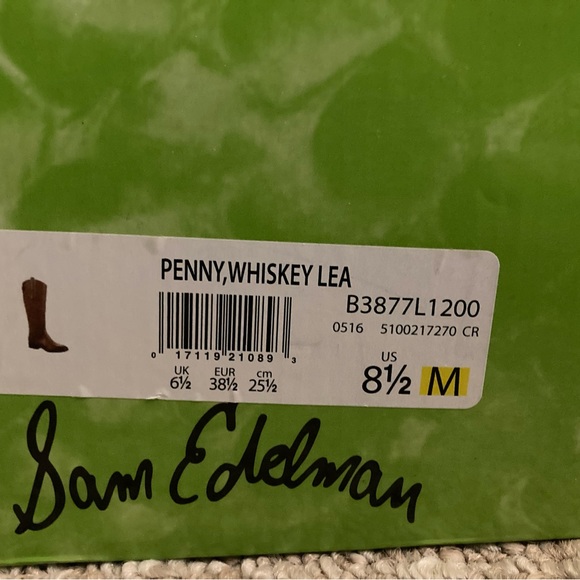 PENNY,WHISKEY LEA
B3877L1200
0516 5100217270 CR
0 17119 21089 3
UK EUR cm
6½ 38½ 25½
US
8½ M
Sam Edelman